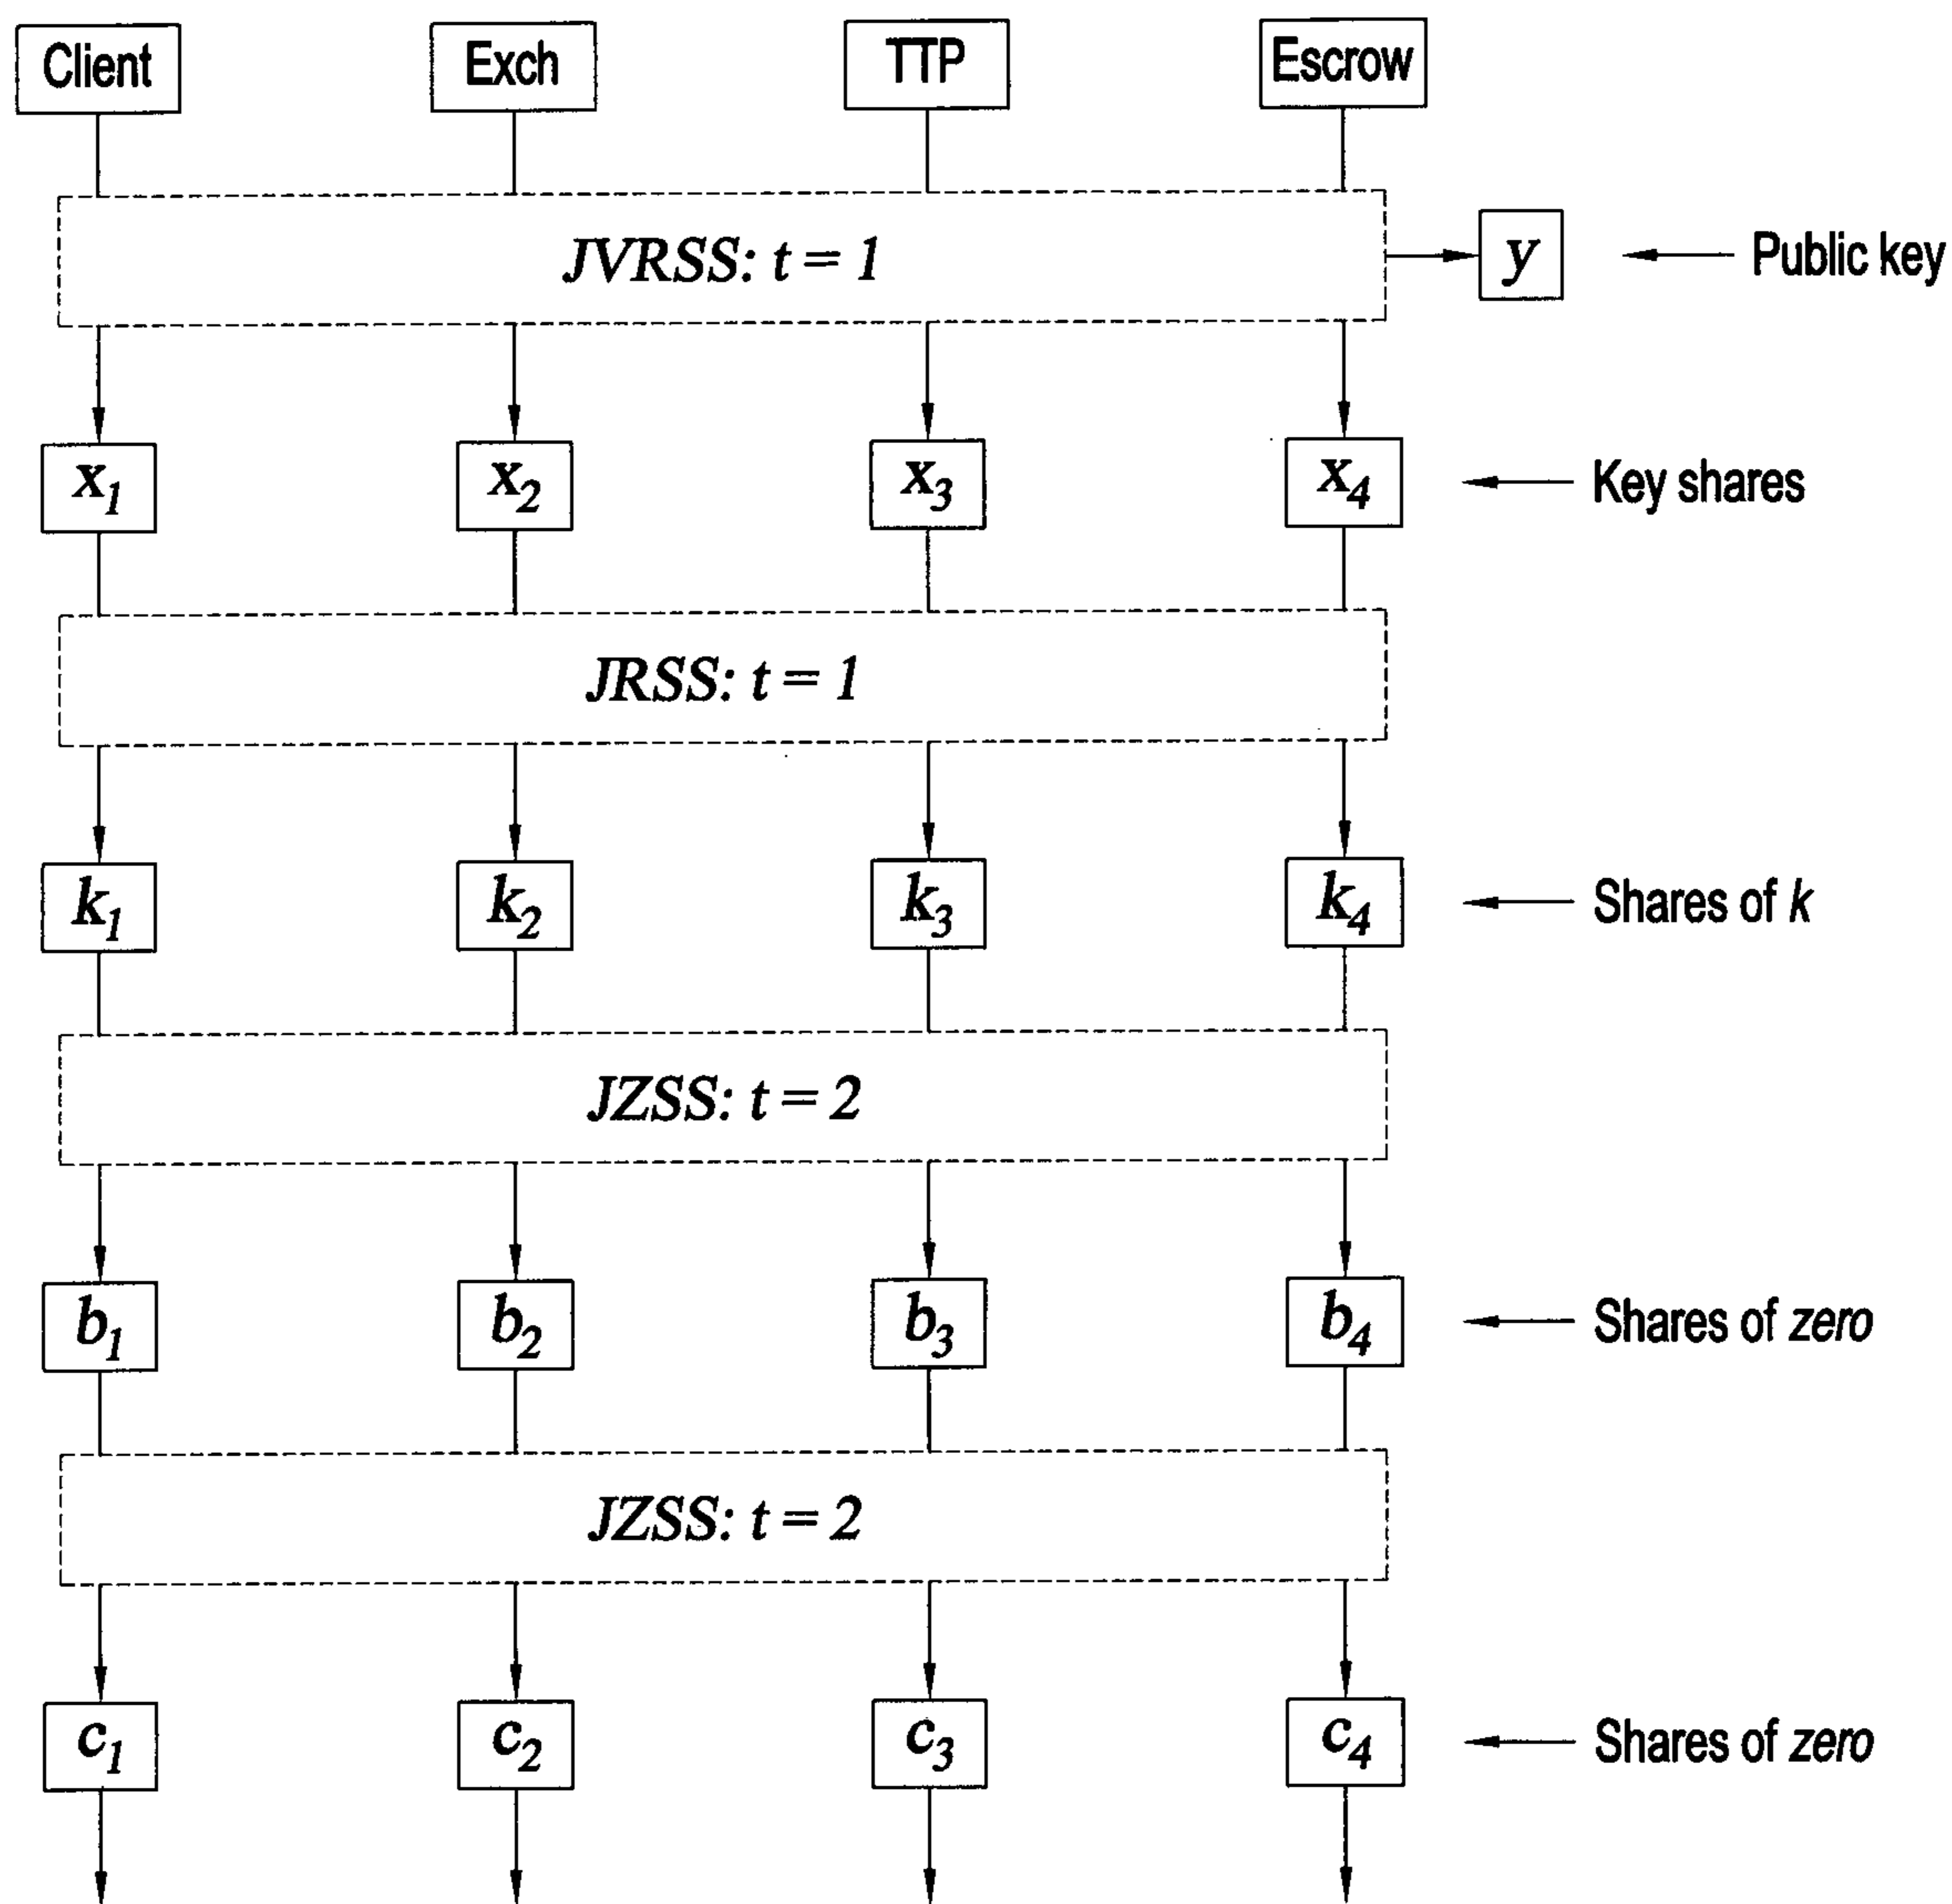 Client Exch TTP Escrow
JVRSS: t = 1 y Public key
x1 x2 x3 x4 Key shares
JRSS: t = 1
k1 k2 k3 k4 Shares of k
JZSS: t = 2
b1 b2 b3 b4 Shares of zero
JZSS: t = 2
c1 c2 c3 c4 Shares of zero